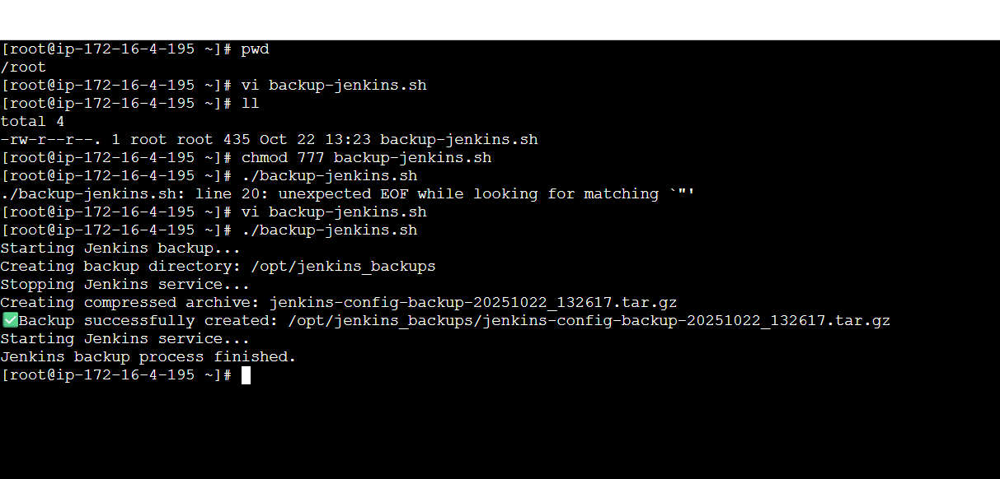 [root@ip-172-16-4-195 ~]# pwd
/root
[root@ip-172-16-4-195 ~]# vi backup-jenkins.sh
[root@ip-172-16-4-195 ~]# ll
total 4
-rw-r--r--. 1 root root 435 Oct 22 13:23 backup-jenkins.sh
[root@ip-172-16-4-195 ~]# chmod 777 backup-jenkins.sh
[root@ip-172-16-4-195 ~]# ./backup-jenkins.sh
./backup-jenkins.sh: line 20: unexpected EOF while looking for matching `"'
[root@ip-172-16-4-195 ~]# vi backup-jenkins.sh
[root@ip-172-16-4-195 ~]# ./backup-jenkins.sh
Starting Jenkins backup...
Creating backup directory: /opt/jenkins_backups
Stopping Jenkins service...
Creating compressed archive: jenkins-config-backup-20251022_132617.tar.gz
✅Backup successfully created: /opt/jenkins_backups/jenkins-config-backup-20251022_132617.tar.gz
Starting Jenkins service...
Jenkins backup process finished.
[root@ip-172-16-4-195 ~]#